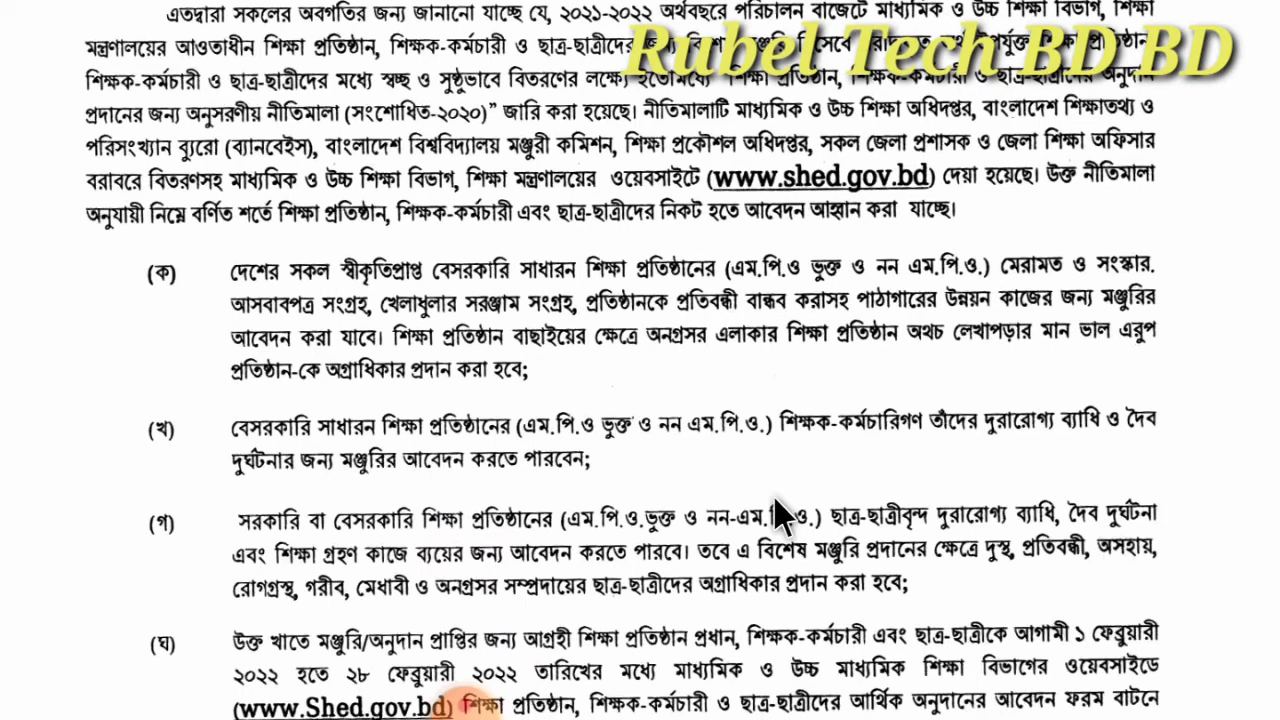 এতদ্বারা সকলের অবগতির জন্য জানানো যাচ্ছে যে, ২০২১-২০২২ অর্থবছরে পরিচালন বাজেটে মাধ্যমিক ও উচ্চ শিক্ষা বিভাগ, শিক্ষা
মন্ত্রণালয়ের আওতাধীন শিক্ষা প্রতিষ্ঠান, শিক্ষক-কর্মচারী ও ছাত্র-ছাত্রীদের
Rubel Tech BD BD
শিক্ষক-কর্মচারী ও ছাত্র-ছাত্রীদের মধ্যে স্বচ্ছ ও সুষ্ঠুভাবে বিতরণের লক্ষ্যে ইতোমধ্যে "শিক্ষা প্রতিষ্ঠান, শিক্ষক-কর্মচারী ও ছাত্র-ছাত্রীদের অনুদান
প্রদানের জন্য অনুসরণীয় নীতিমালা (সংশোধিত-২০২০)" জারি করা হয়েছে। নীতিমালাটি মাধ্যমিক ও উচ্চ শিক্ষা অধিদপ্তর, বাংলাদেশ শিক্ষাতথ্য ও
পরিসংখ্যান ব্যুরো (ব্যানবেইস), বাংলাদেশ বিশ্ববিদ্যালয় মঞ্জুরী কমিশন, শিক্ষা প্রকৌশল অধিদপ্তর, সকল জেলা প্রশাসক ও জেলা শিক্ষা অফিসার
বরাবরে বিতরণসহ মাধ্যমিক ও উচ্চ শিক্ষা বিভাগ, শিক্ষা মন্ত্রণালয়ের ওয়েবসাইটে (www.shed.gov.bd) দেয়া হয়েছে। উক্ত নীতিমালা
অনুযায়ী নিম্নে বর্ণিত শর্তে শিক্ষা প্রতিষ্ঠান, শিক্ষক-কর্মচারী এবং ছাত্র-ছাত্রীদের নিকট হতে আবেদন আহ্বান করা যাচ্ছে।
(ক) দেশের সকল স্বীকৃতিপ্রাপ্ত বেসরকারি সাধারন শিক্ষা প্রতিষ্ঠানের (এম.পি.ও ভুক্ত ও নন এম.পি.ও.) মেরামত ও সংস্কার.
আসবাবপত্র সংগ্রহ, খেলাধুলার সরঞ্জাম সংগ্রহ, প্রতিষ্ঠানকে প্রতিবন্ধী বান্ধব করাসহ পাঠাগারের উন্নয়ন কাজের জন্য মঞ্জুরির
আবেদন করা যাবে। শিক্ষা প্রতিষ্ঠান বাছাইয়ের ক্ষেত্রে অনগ্রসর এলাকার শিক্ষা প্রতিষ্ঠান অথচ লেখাপড়ার মান ভাল এরুপ
প্রতিষ্ঠান-কে অগ্রাধিকার প্রদান করা হবে;
(খ) বেসরকারি সাধারন শিক্ষা প্রতিষ্ঠানের (এম.পি.ও ভুক্ত ও নন এম.পি.ও.) শিক্ষক-কর্মচারিগণ তাঁদের দুরারোগ্য ব্যাধি ও দৈব
দুর্ঘটনার জন্য মঞ্জুরির আবেদন করতে পারবেন;
(গ) সরকারি বা বেসরকারি শিক্ষা প্রতিষ্ঠানের (এম.পি.ও.ভুক্ত ও নন-এম.পি.ও.) ছাত্র-ছাত্রীবৃন্দ দুরারোগ্য ব্যাধি, দৈব দুর্ঘটনা
এবং শিক্ষা গ্রহণ কাজে ব্যয়ের জন্য আবেদন করতে পারবে। তবে এ বিশেষ মঞ্জুরি প্রদানের ক্ষেত্রে দুস্থ, প্রতিবন্ধী, অসহায়,
রোগগ্রস্থ, গরীব, মেধাবী ও অনগ্রসর সম্প্রদায়ের ছাত্র-ছাত্রীদের অগ্রাধিকার প্রদান করা হবে;
(ঘ) উক্ত খাতে মঞ্জুরি/অনুদান প্রাপ্তির জন্য আগ্রহী শিক্ষা প্রতিষ্ঠান প্রধান, শিক্ষক-কর্মচারী এবং ছাত্র-ছাত্রীকে আগামী ১ ফেব্রুয়ারী
২০২২ হতে ২৮ ফেব্রুয়ারী ২০২২ তারিখের মধ্যে মাধ্যমিক ও উচ্চ মাধ্যমিক শিক্ষা বিভাগের ওয়েবসাইডে
(www.Shed.gov.bd) শিক্ষা প্রতিষ্ঠান, শিক্ষক-কর্মচারী ও ছাত্র-ছাত্রীদের আর্থিক অনুদানের আবেদন ফরম বাটনে